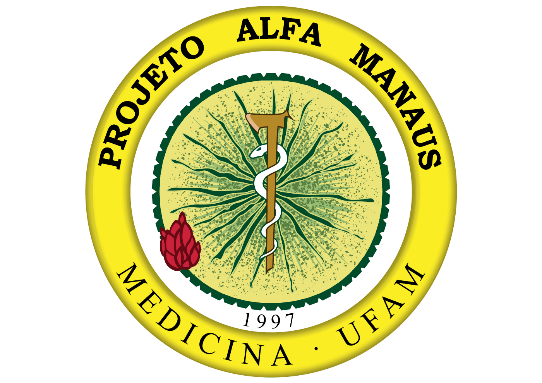 PROJETO ALFA MANAUS
1997
MEDICINA · UFAM